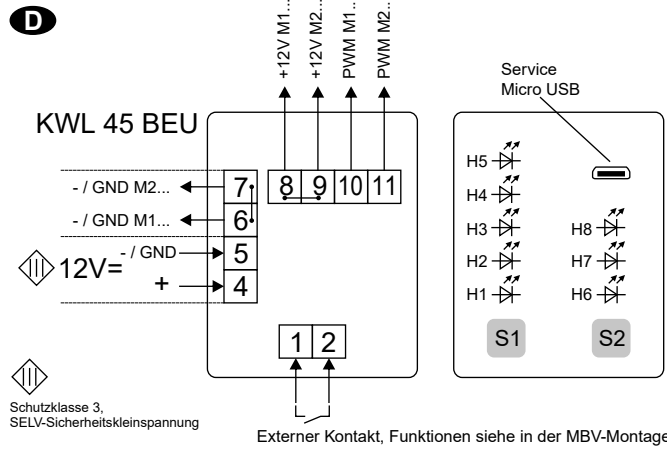 D
+12V M1...
+12V M2...
PWM M1...
PWM M2...
Service
Micro USB
KWL 45 BEU
- / GND M2...
- / GND M1...
- / GND
12V=
+
III
7
6
5
4
8 9 10 11
1 2
H5
H4
H3
H2
H1
H8
H7
H6
S1
S2
III
Schutzklasse 3,
SELV-Sicherheitskleinspannung
Externer Kontakt, Funktionen siehe in der MBV-Montage